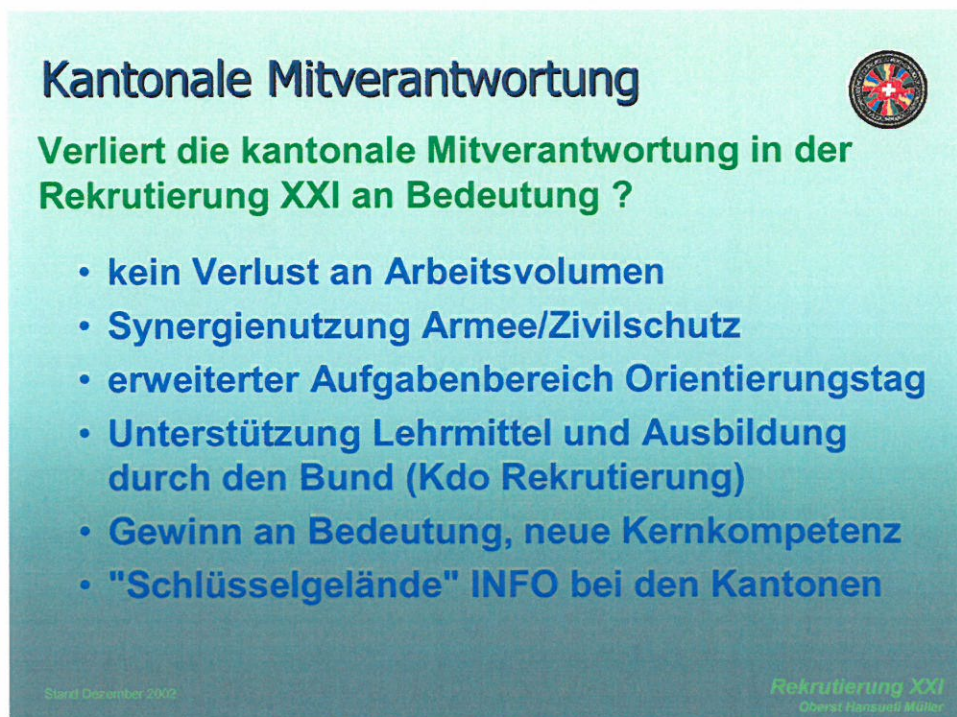 Kantonale Mitverantwortung
Verliert die kantonale Mitverantwortung in der
Rekrutierung XXI an Bedeutung ?
• kein Verlust an Arbeitsvolumen
• Synergienutzung Armee/Zivilschutz
• erweiterter Aufgabenbereich Orientierungstag
• Unterstützung Lehrmittel und Ausbildung
durch den Bund (Kdo Rekrutierung)
• Gewinn an Bedeutung, neue Kernkompetenz
• "Schlüsselgelände" INFO bei den Kantonen
Stand Dezember 2002
Rekrutierung XXI
Oberst Hansueli Müller